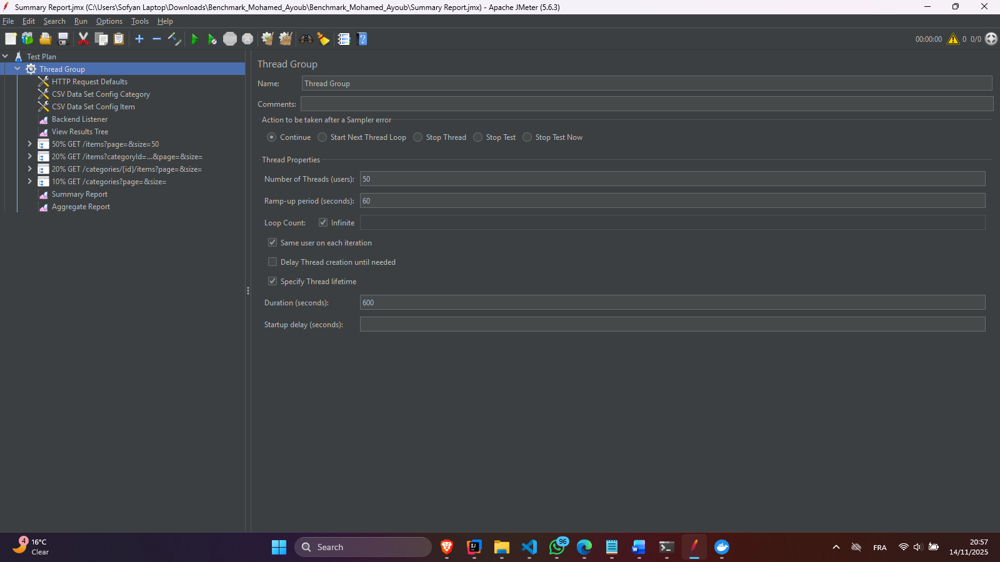 Summary Report.jmx (C:\Users\Sofyan Laptop\Downloads\Benchmark_Mohamed_Ayoub\Benchmark_Mohamed_Ayoub\Summary Report.jmx) - Apache JMeter (5.6.3)
File Edit Search Run Options Tools Help
STOP 00:00:00 0 0/0
Test Plan
Thread Group
HTTP Request Defaults
CSV Data Set Config Category
CSV Data Set Config Item
Backend Listener
View Results Tree
50% GET /items?page=&size=50
20% GET /items?categoryId=...&page=&size=
20% GET /categories/{id}/items?page=&size=
10% GET /categories?page=&size=
Summary Report
Aggregate Report
Thread Group
Name: Thread Group
Comments:
Action to be taken after a Sampler error
Continue Start Next Thread Loop Stop Thread Stop Test Stop Test Now
Thread Properties
Number of Threads (users): 50
Ramp-up period (seconds): 60
Loop Count: Infinite
Same user on each iteration
Delay Thread creation until needed
Specify Thread lifetime
Duration (seconds): 600
Startup delay (seconds):
4 16°C
Clear
Search
96
FRA
20:57
14/11/2025